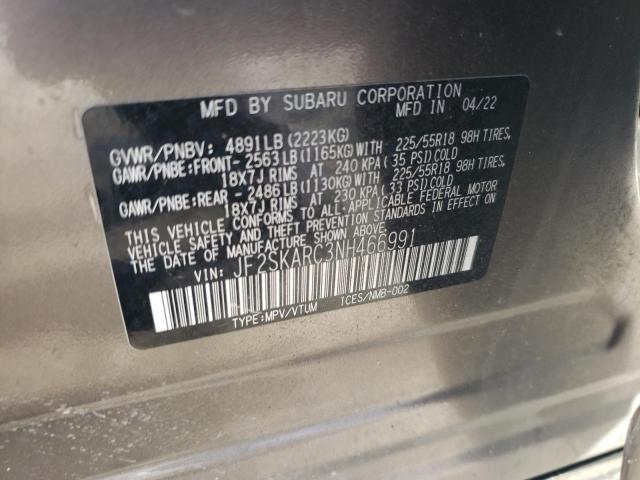 MFD BY SUBARU CORPORATION
MFD IN 04/22
GVWR/PNBV: 4891LB (2223KG)
GAWR/PNBE:FRONT- 2563LB (1165KG) WITH 225/55R18 98H TIRES,
18X7J RIMS AT 240 KPA (35 PSI) COLD
GAWR/PNBE:REAR - 2486LB (1130KG) WITH 225/55R18 98H TIRES,
18X7J RIMS AT 230 KPA (33 PSI) COLD
THIS VEHICLE CONFORMS TO ALL APPLICABLE FEDERAL MOTOR
VEHICLE SAFETY AND THEFT PREVENTION STANDARDS IN EFFECT
ON THE DATE OF MANUFACTURE SHOWN ABOVE.
VIN: JF2SKARC3NH466991
TYPE:MPV/VTUM ICES/NMB-002